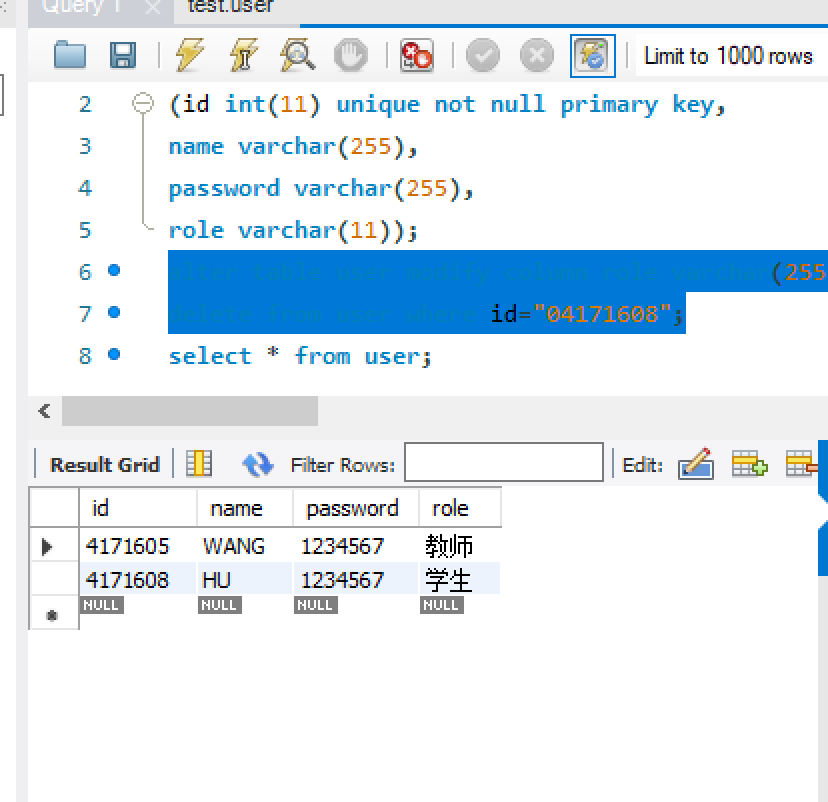 Query 1 test.user
Limit to 1000 rows
2 (id int(11) unique not null primary key,
3 name varchar(255),
4 password varchar(255),
5 role varchar(11));
6 alter table user modify column role varchar(255
7 delete from user where id="04171608";
8 select * from user;
Result Grid Filter Rows: Edit:
id name password role
4171605 WANG 1234567 教师
4171608 HU 1234567 学生
NULL NULL NULL NULL